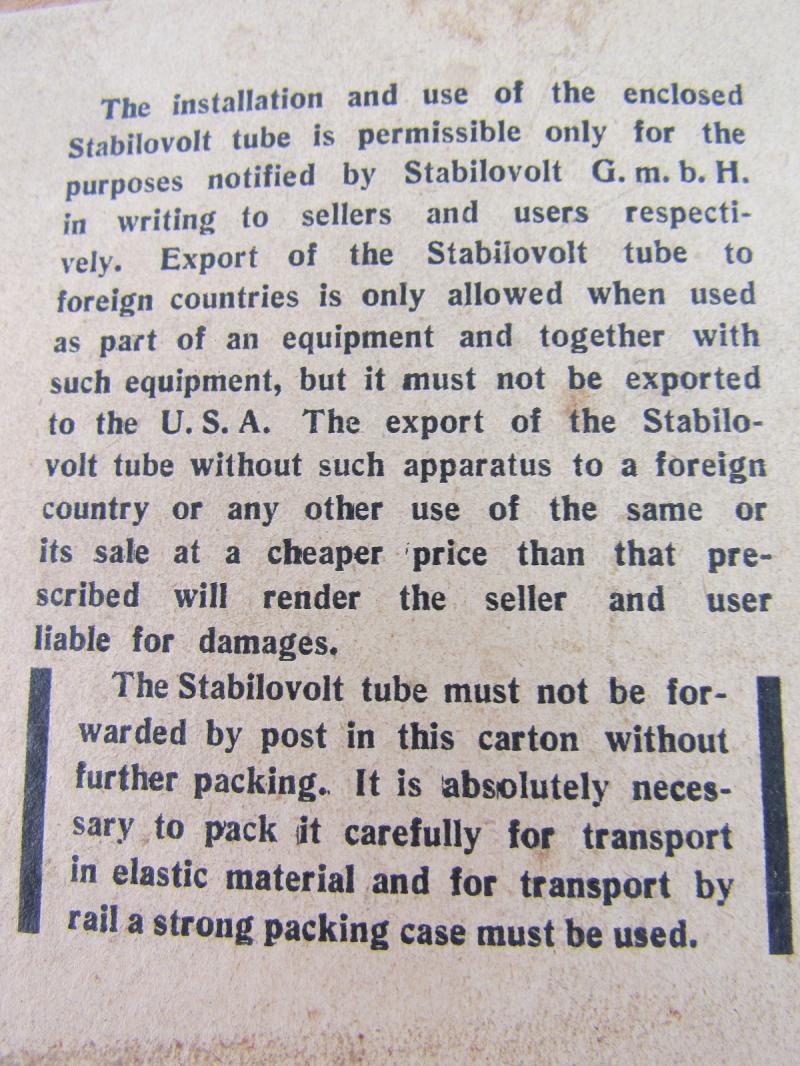 The installation and use of the enclosed
Stabilovolt tube is permissible only for the
purposes notified by Stabilovolt G. m. b. H.
in writing to sellers and users respecti-
vely. Export of the Stabilovolt tube to
foreign countries is only allowed when used
as part of an equipment and together with
such equipment, but it must not be exported
to the U. S. A. The export of the Stabilo-
volt tube without such apparatus to a foreign
country or any other use of the same or
its sale at a cheaper price than that pre-
scribed will render the seller and user
liable for damages.
The Stabilovolt tube must not be for-
warded by post in this carton without
further packing. It is absolutely neces-
sary to pack it carefully for transport
in elastic material and for transport by
rail a strong packing case must be used.